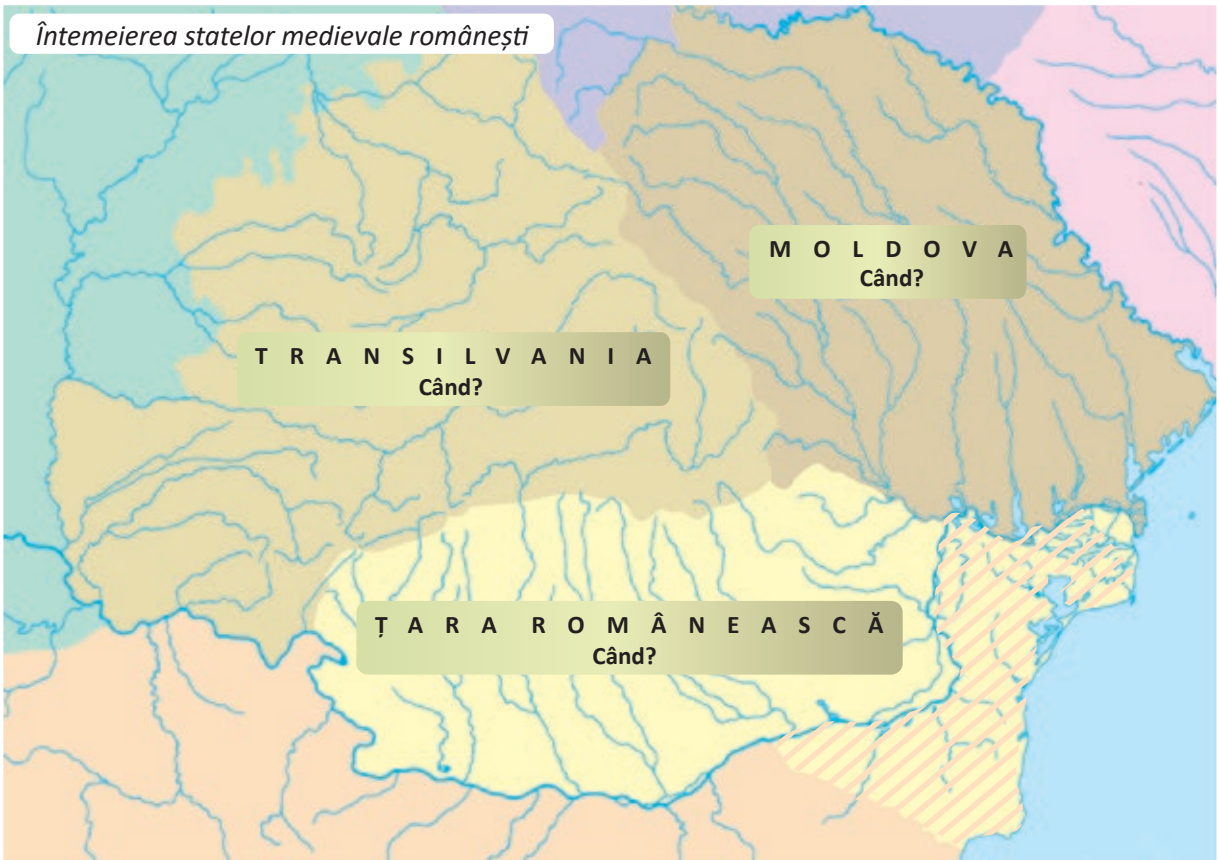 Întemeierea statelor medievale românești
M O L D O V A
Când?
T R A N S I L V A N I A
Când?
Ț A R A R O M Â N E A S C Ă
Când?